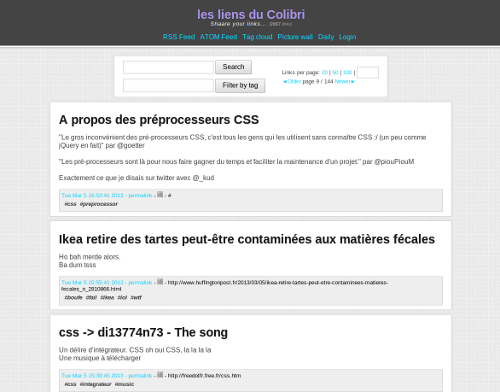 les liens du Colibri
Shaare your links...
RSS Feed ATOM Feed Tag cloud Picture wall Daily Login
Search
Filter by tag
Links per page: 20 | 50 | 100 |
◄Older page 9 / 144 Newer►
A propos des préprocesseurs CSS
"Le gros inconvénient des pré-processeurs CSS, c'est tous les gens qui les utilisent sans connaître CSS :/ (un peu comme
jQuery en fait)" par @goetter
"Les pré-processeurs sont là pour nous faire gagner du temps et faciliter la maintenance d'un projet." par @piouPiouM
Exactement ce que je disais sur twitter avec @_kud
Tue Mar 5 16:53:41 2013 - permalink - - #
#css #preprocessor
Ikea retire des tartes peut-être contaminées aux matières fécales
Ho bah merde alors.
Ba dum tsss
Tue Mar 5 15:55:41 2013 - permalink - - http://www.huffingtonpost.fr/2013/03/05/ikea-retire-tartes-peut-etre-contaminees-matieres-
fecales_n_2810808.html
#boufe #fail #ikea #lol #wtf
css -> di13774n73 - The song
Un délire d'intégrateur. CSS oh oui CSS, la la la la
Une musique à télécharger
Tue Mar 5 15:30:45 2013 - permalink - - http://freedotfr.free.fr/css.htm
#css #integrateur #music